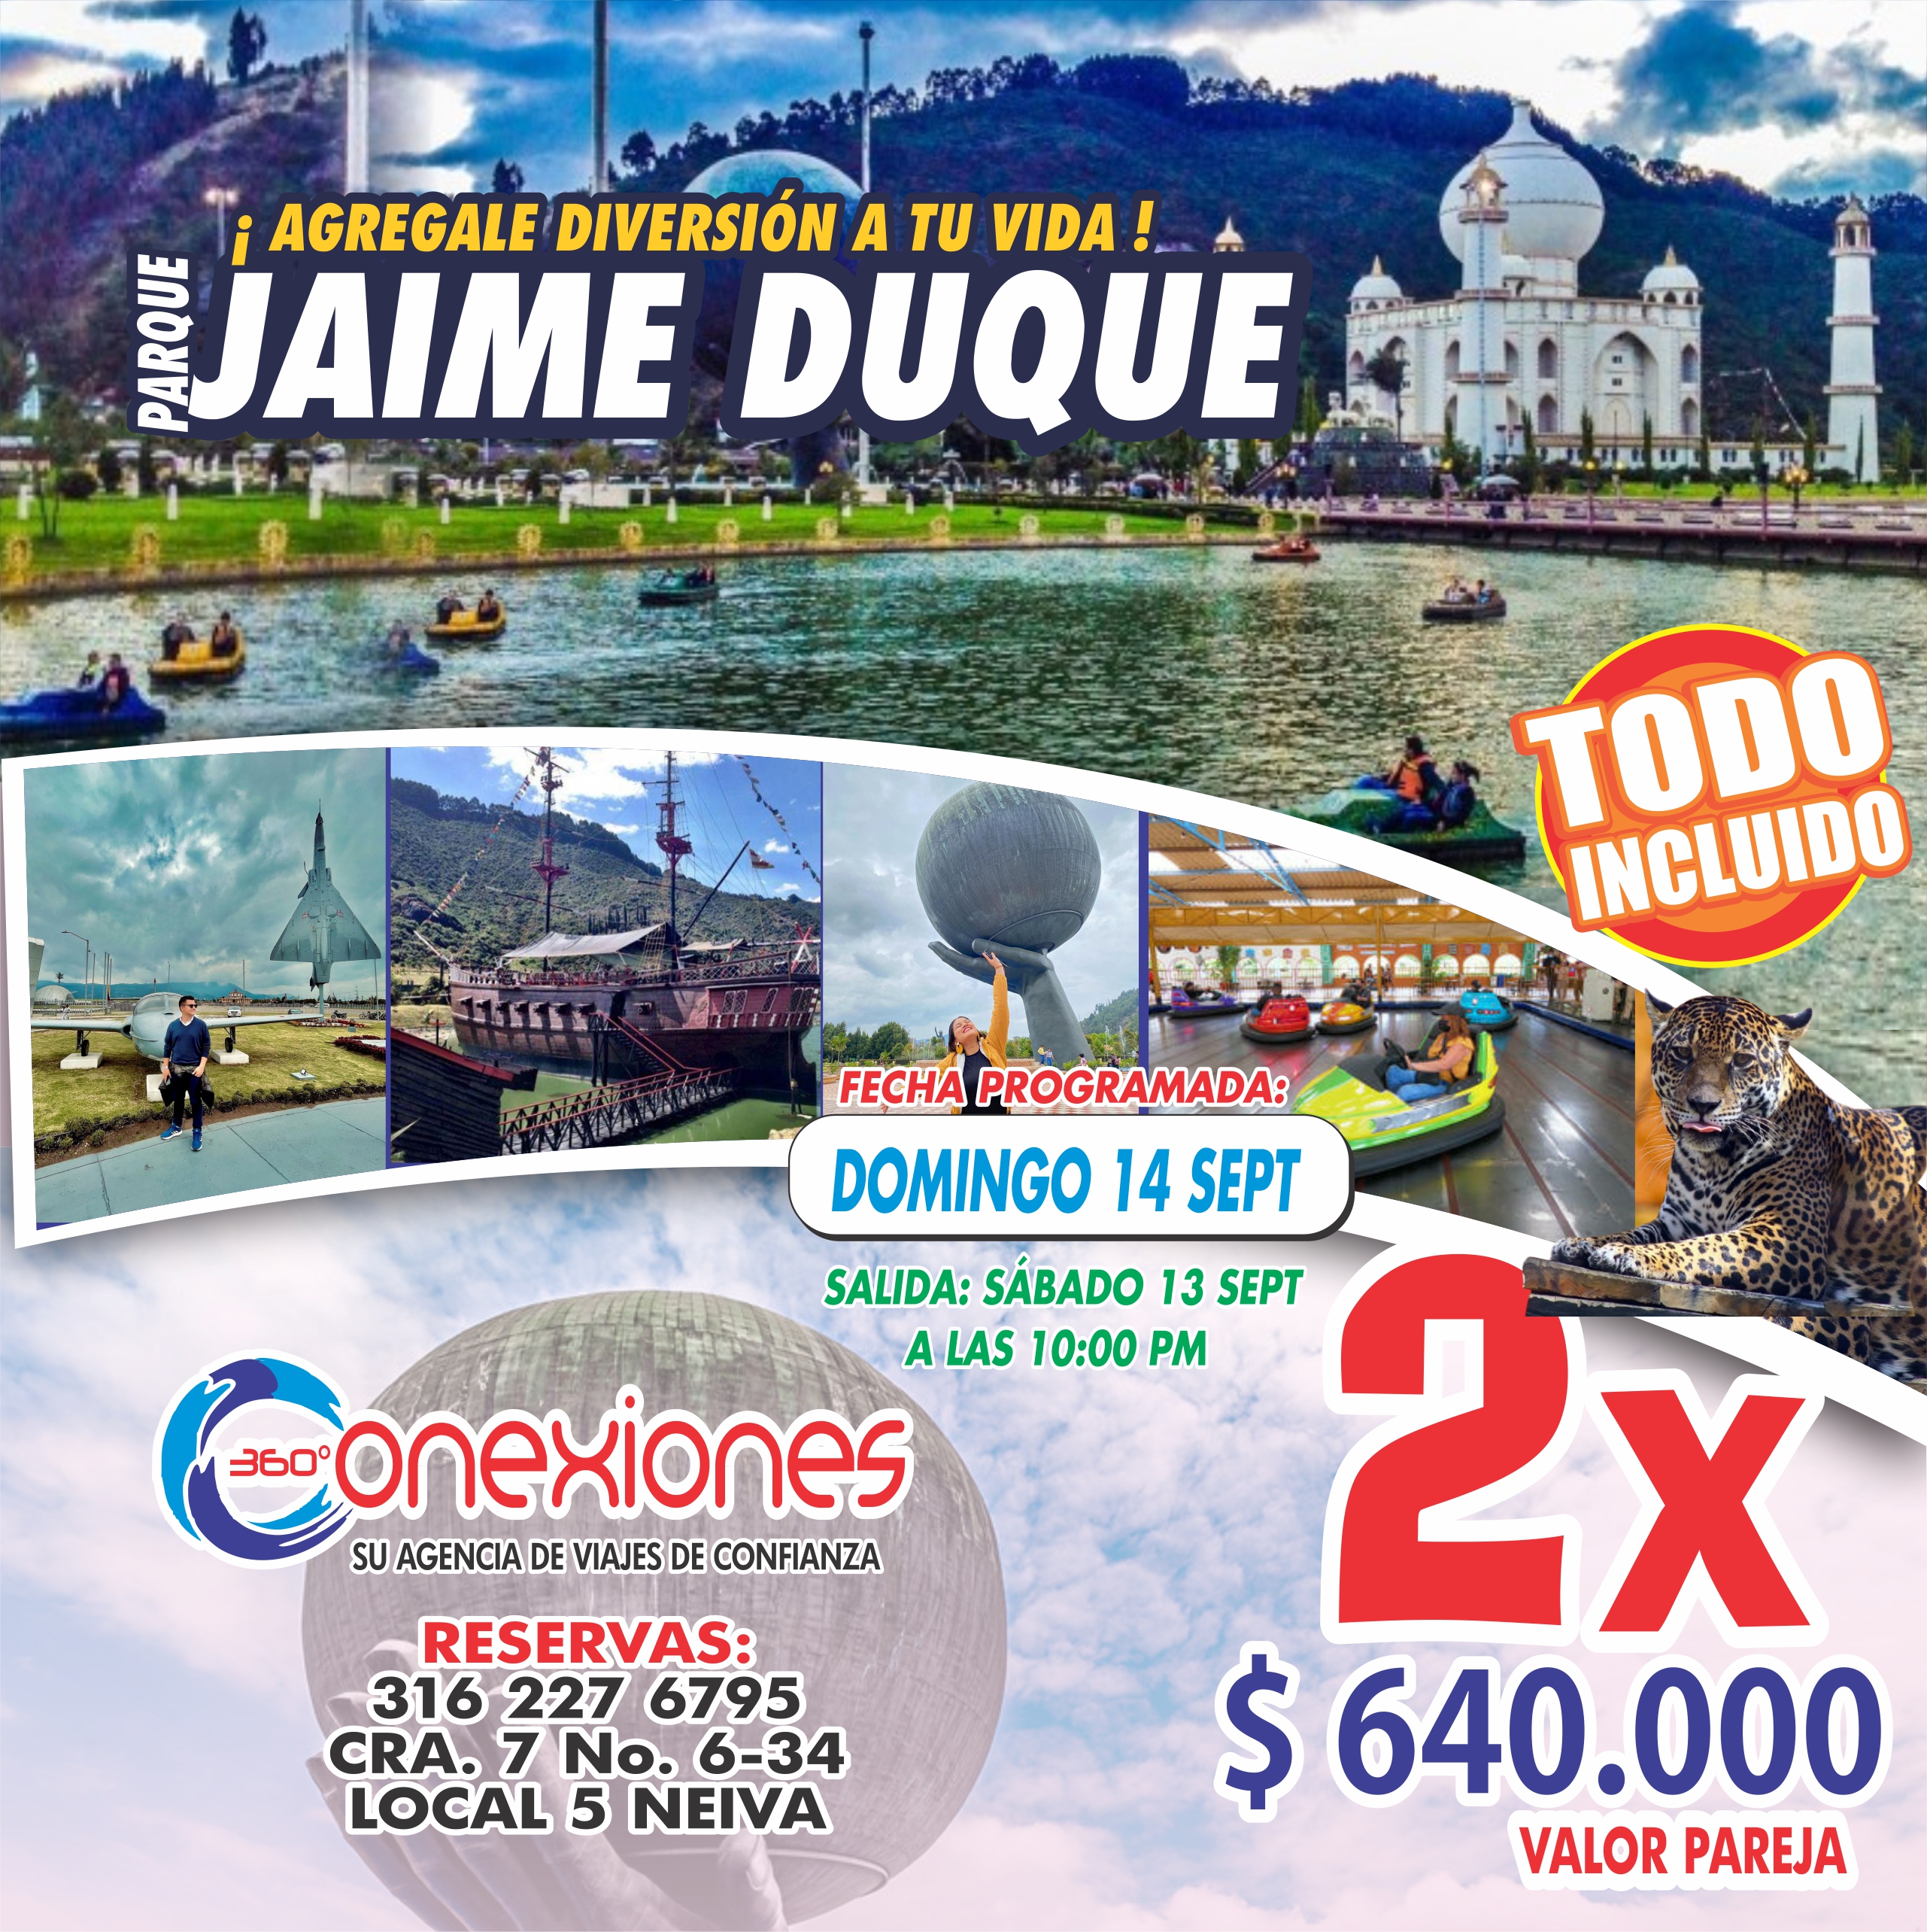 ¡ AGREGALE DIVERSIÓN A TU VIDA !
PARQUE
JAIME DUQUE
TODO
INCLUIDO
FECHA PROGRAMADA:
DOMINGO 14 SEPT
SALIDA: SÁBADO 13 SEPT
A LAS 10:00 PM
360° Conexiones
SU AGENCIA DE VIAJES DE CONFIANZA
RESERVAS:
316 227 6795
CRA. 7 No. 6-34
LOCAL 5 NEIVA
2x
$ 640.000
VALOR PAREJA